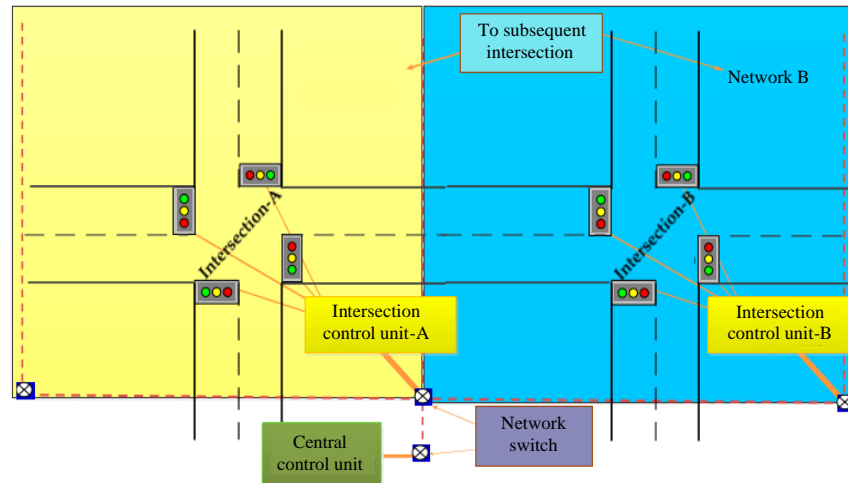 To subsequent
intersection
Network B
Intersection-A
Intersection-B
Intersection
control unit-A
Intersection
control unit-B
Central
control unit
Network
switch